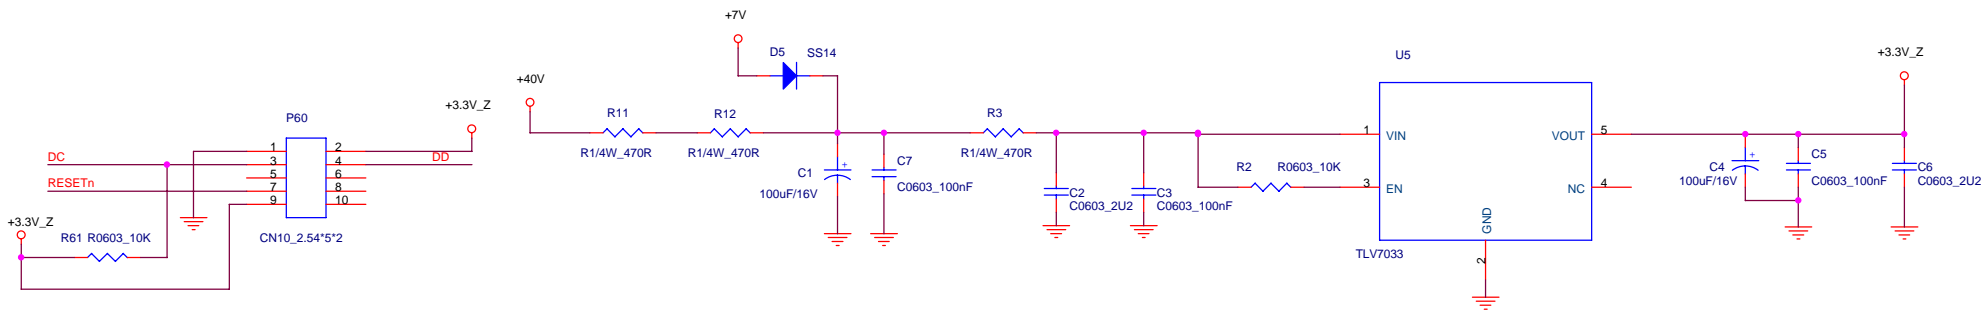 +7V
D5 SS14
U5
+3.3V_Z
+40V
+3.3V_Z
P60
R11
R12
R3
1 2
DC 3 4 DD
5 6
RESETn 7 8
9 10
R1/4W_470R
R1/4W_470R
R1/4W_470R
1 VIN
VOUT 5
+
C1
100uF/16V
C7
C0603_100nF
R2 R0603_10K
3 EN
NC 4
+
C4
100uF/16V
C5
C0603_100nF
C6
C0603_2U2
C2
C0603_2U2
C3
C0603_100nF
GND
2
+3.3V_Z
R61 R0603_10K
CN10_2.54*5*2
TLV7033